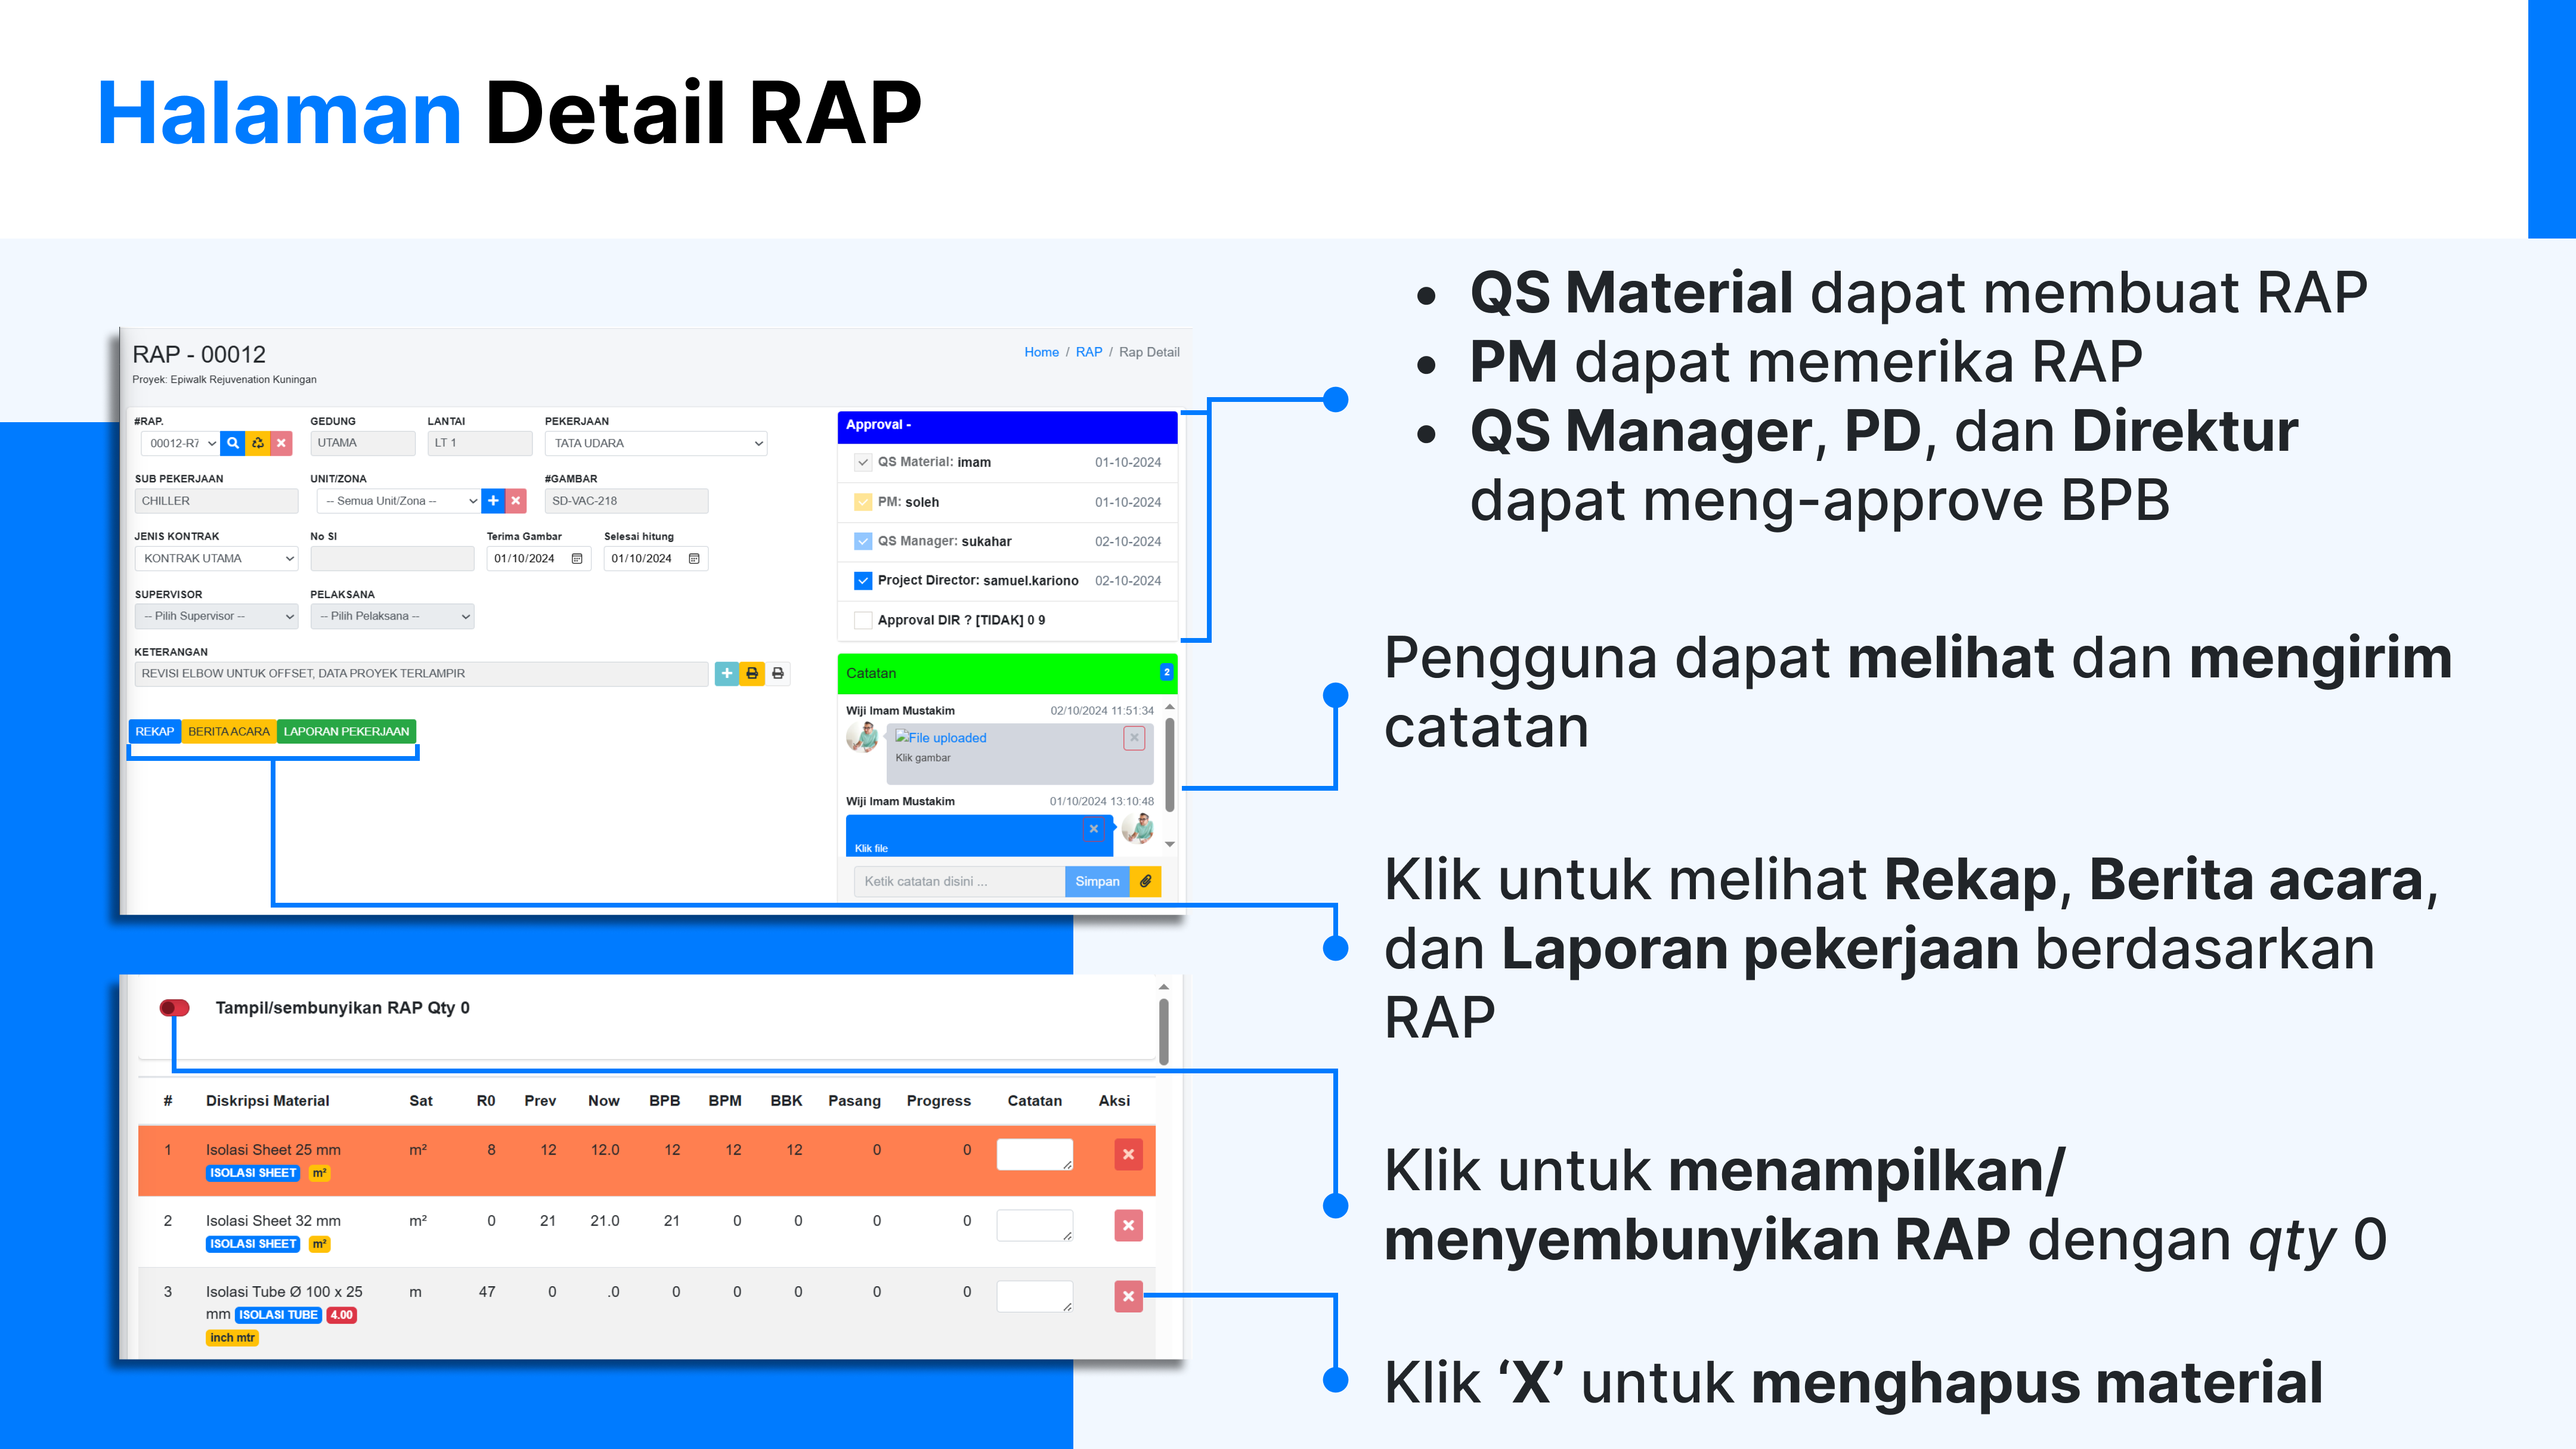 Halaman Detail RAP
RAP - 00012
Home / RAP / Rap Detail
Proyek: Epiwalk Rejuvenation Kuningan
#RAP. GEDUNG LANTAI PEKERJAAN
00012-R7 UTAMA LT 1 TATA UDARA
SUB PEKERJAAN UNIT/ZONA #GAMBAR
CHILLER -- Semua Unit/Zona -- SD-VAC-218
JENIS KONTRAK No SI Terima Gambar Selesai hitung
KONTRAK UTAMA 01/10/2024 01/10/2024
SUPERVISOR PELAKSANA
-- Pilih Supervisor -- -- Pilih Pelaksana --
KETERANGAN
REVISI ELBOW UNTUK OFFSET, DATA PROYEK TERLAMPIR
REKAP BERITA ACARA LAPORAN PEKERJAAN
Approval -
QS Material: imam 01-10-2024
PM: soleh 01-10-2024
QS Manager: sukahar 02-10-2024
Project Director: samuel.kariono 02-10-2024
Approval DIR ? [TIDAK] 0 9
Catatan 2
Wiji Imam Mustakim 02/10/2024 11:51:34
File uploaded
Klik gambar
Wiji Imam Mustakim 01/10/2024 13:10:48
Klik file
Ketik catatan disini ... Simpan
Tampil/sembunyikan RAP Qty 0
# Diskripsi Material Sat R0 Prev Now BPB BPM BBK Pasang Progress Catatan Aksi
1 Isolasi Sheet 25 mm m² 8 12 12.0 12 12 12 0 0
ISOLASI SHEET m²
2 Isolasi Sheet 32 mm m² 0 21 21.0 21 0 0 0 0
ISOLASI SHEET m²
3 Isolasi Tube Ø 100 x 25 m 47 0 .0 0 0 0 0 0
mm ISOLASI TUBE 4.00
inch mtr
• QS Material dapat membuat RAP
• PM dapat memerika RAP
• QS Manager, PD, dan Direktur
dapat meng-approve BPB
Pengguna dapat melihat dan mengirim
catatan
Klik untuk melihat Rekap, Berita acara,
dan Laporan pekerjaan berdasarkan
RAP
Klik untuk menampilkan/
menyembunyikan RAP dengan qty 0
Klik ‘X’ untuk menghapus material